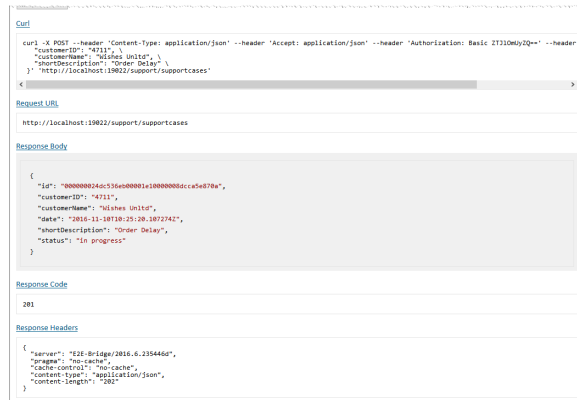 Curl
curl -X POST --header 'Content-Type: application/json' --header 'Accept: application/json' --header 'Authorization: Basic ZTJlOmUyZQ==' --header
"customerID": "4711", \
"customerName": "Wishes Unltd", \
"shortDescription": "Order Delay" \
}' 'http://localhost:19022/support/supportcases'
Request URL
http://localhost:19022/support/supportcases
Response Body
{
"id": "000000024dc536eb00001e10000008dcca5e870a",
"customerID": "4711",
"customerName": "Wishes Unltd",
"date": "2016-11-10T10:25:20.107274Z",
"shortDescription": "Order Delay",
"status": "in progress"
}
Response Code
201
Response Headers
{
"server": "E2E-Bridge/2016.6.235446d",
"pragma": "no-cache",
"cache-control": "no-cache",
"content-type": "application/json",
"content-length": "202"
}